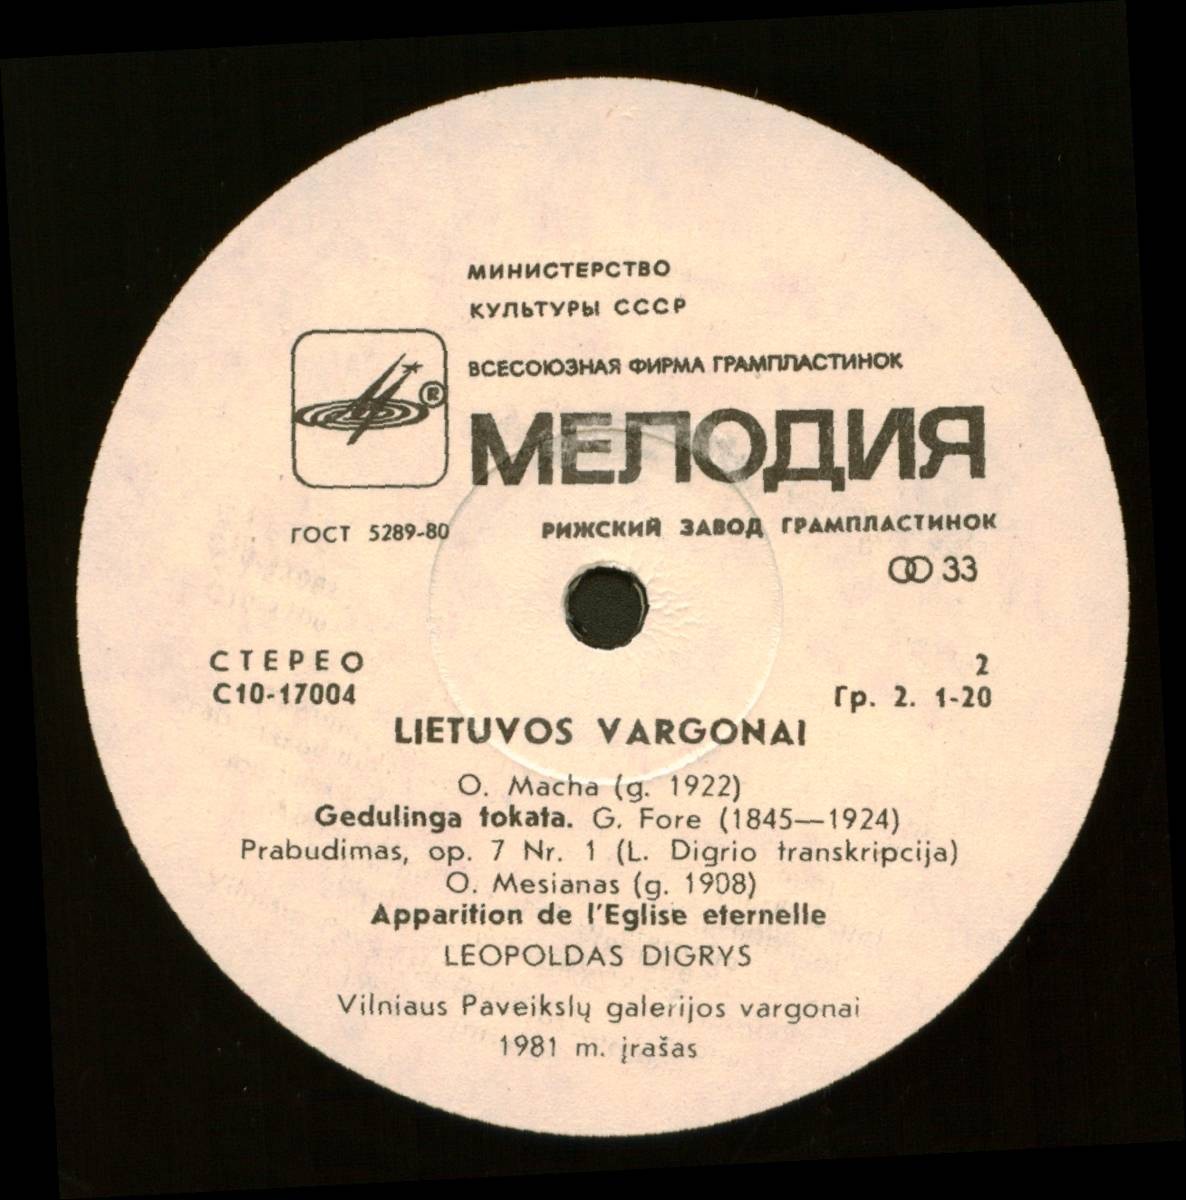 МИНИСТЕРСТВО
КУЛЬТУРЫ СССР
ВСЕСОЮЗНАЯ ФИРМА ГРАМПЛАСТИНОК
®
МЕЛОДИЯ
ГОСТ 5289-80 РИЖСКИЙ ЗАВОД ГРАМПЛАСТИНОК
33
СТЕРЕО 2
С10-17004 Гр. 2. 1-20
LIETUVOS VARGONAI
O. Macha (g. 1922)
Gedulinga tokata. G. Fore (1845—1924)
Prabudimas, op. 7 Nr. 1 (L. Digrio transkripcija)
O. Mesianas (g. 1908)
Apparition de l'Eglise eternelle
LEOPOLDAS DIGRYS
Vilniaus Paveikslų galerijos vargonai
1981 m. įrašas